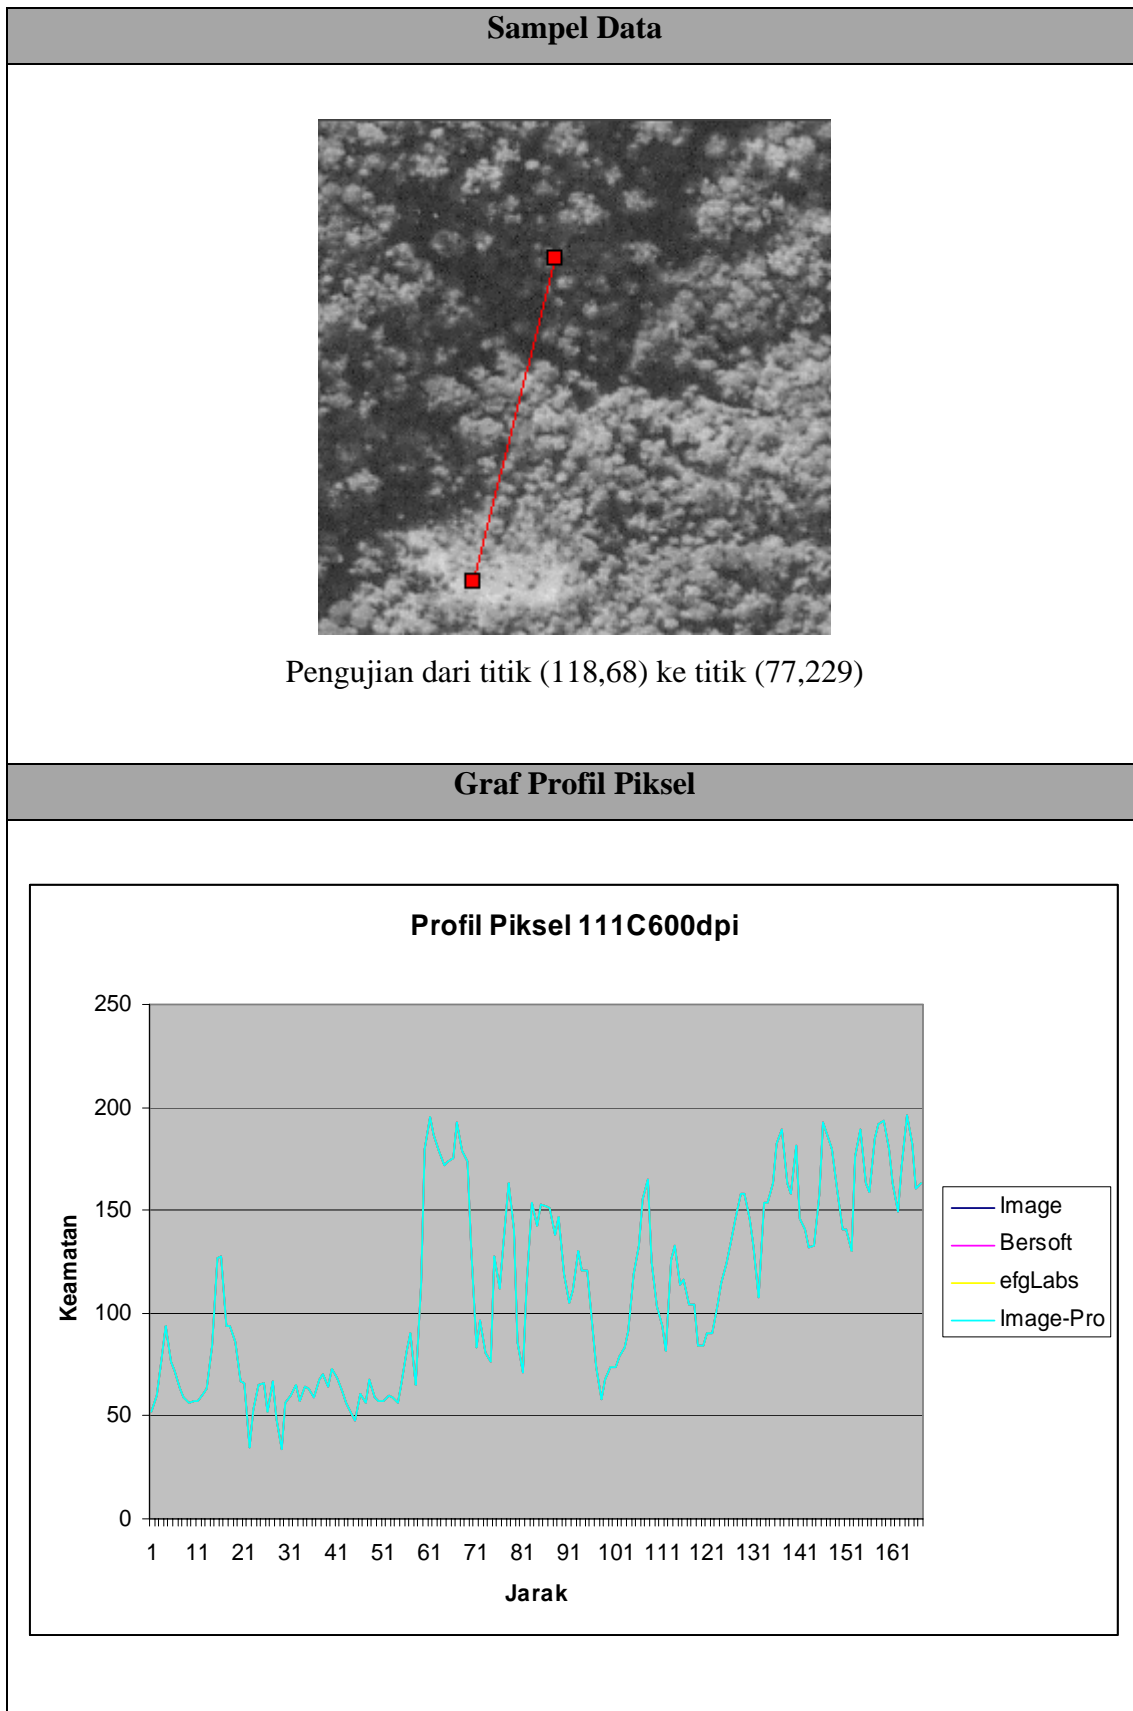 Sampel Data
Pengujian dari titik (118,68) ke titik (77,229)
Graf Profil Piksel
Profil Piksel 111C600dpi
250
200
150
100
50
0
Keamatan
1 11 21 31 41 51 61 71 81 91 101 111 121 131 141 151 161
Jarak
Image
Bersoft
efgLabs
Image-Pro